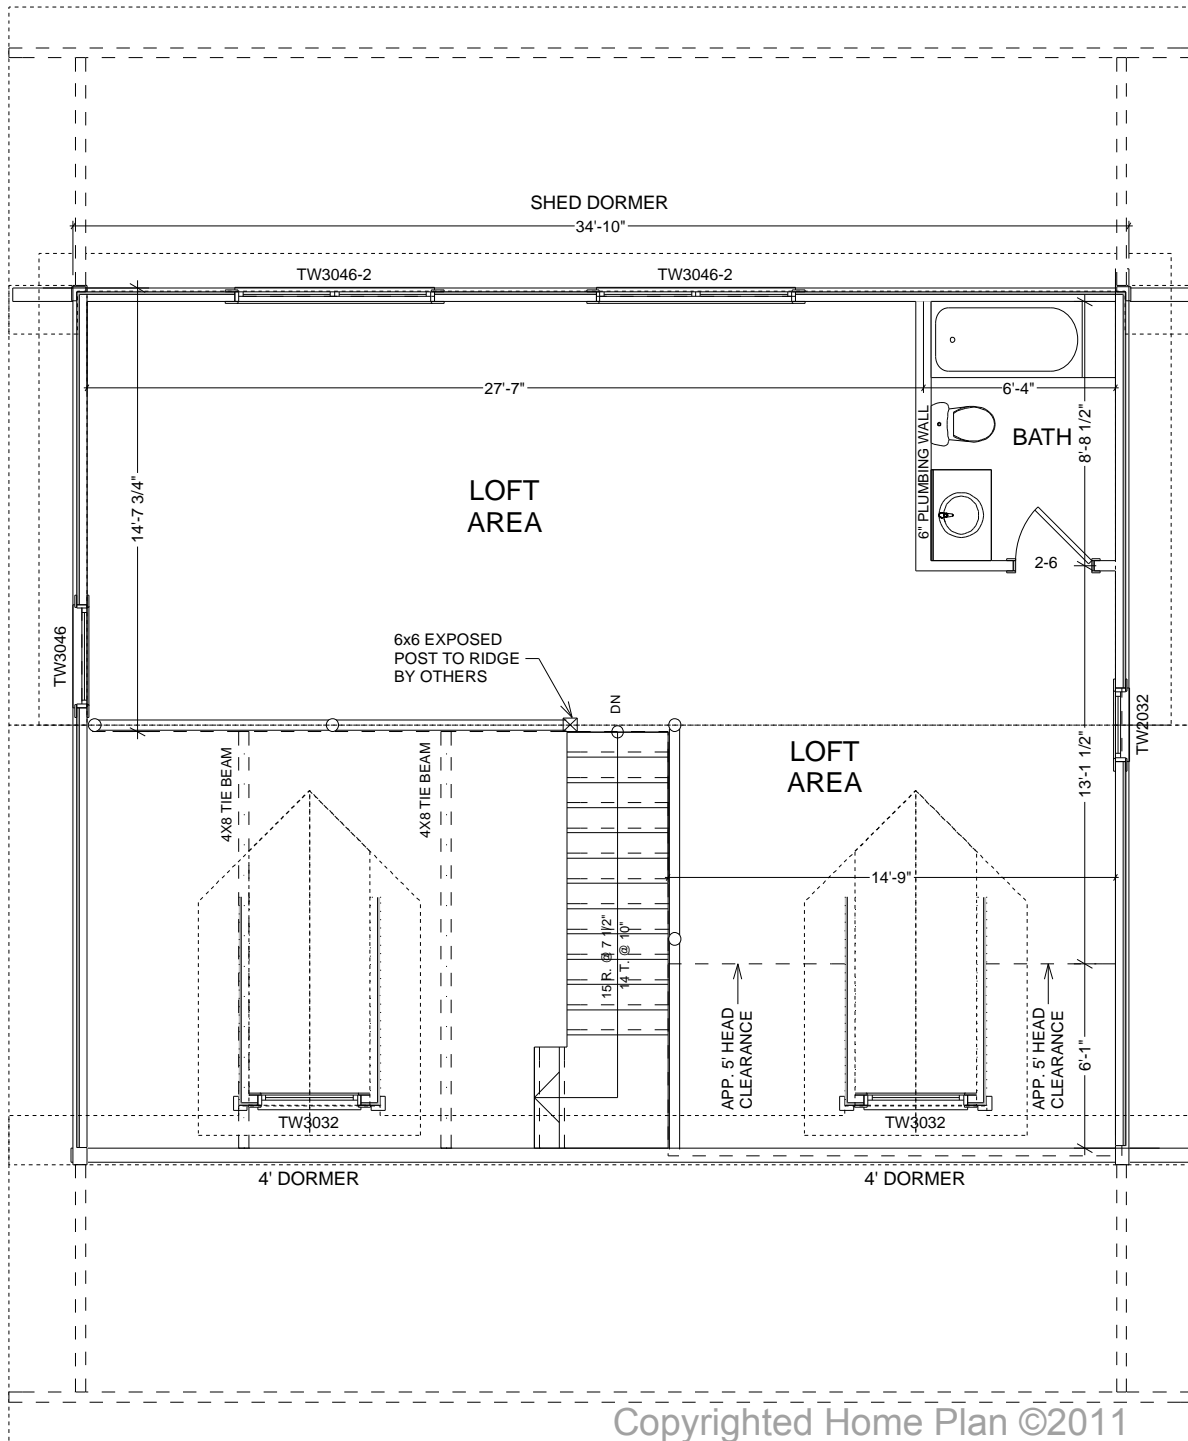 SHED DORMER
34'-10"
TW3046-2
TW3046-2
27'-7"
6'-4"
6" PLUMBING WALL
BATH
8'-8 1/2"
14'-7 3/4"
LOFT
AREA
2-6
TW3046
6x6 EXPOSED
POST TO RIDGE
BY OTHERS
DN
TW2032
4X8 TIE BEAM
4X8 TIE BEAM
LOFT
AREA
13'-1 1/2"
14'-9"
15 R. @ 7 1/2"
14 T. @ 10"
APP. 5' HEAD
CLEARANCE
APP. 5' HEAD
CLEARANCE
6'-1"
TW3032
TW3032
4' DORMER
4' DORMER
Copyrighted Home Plan ©2011